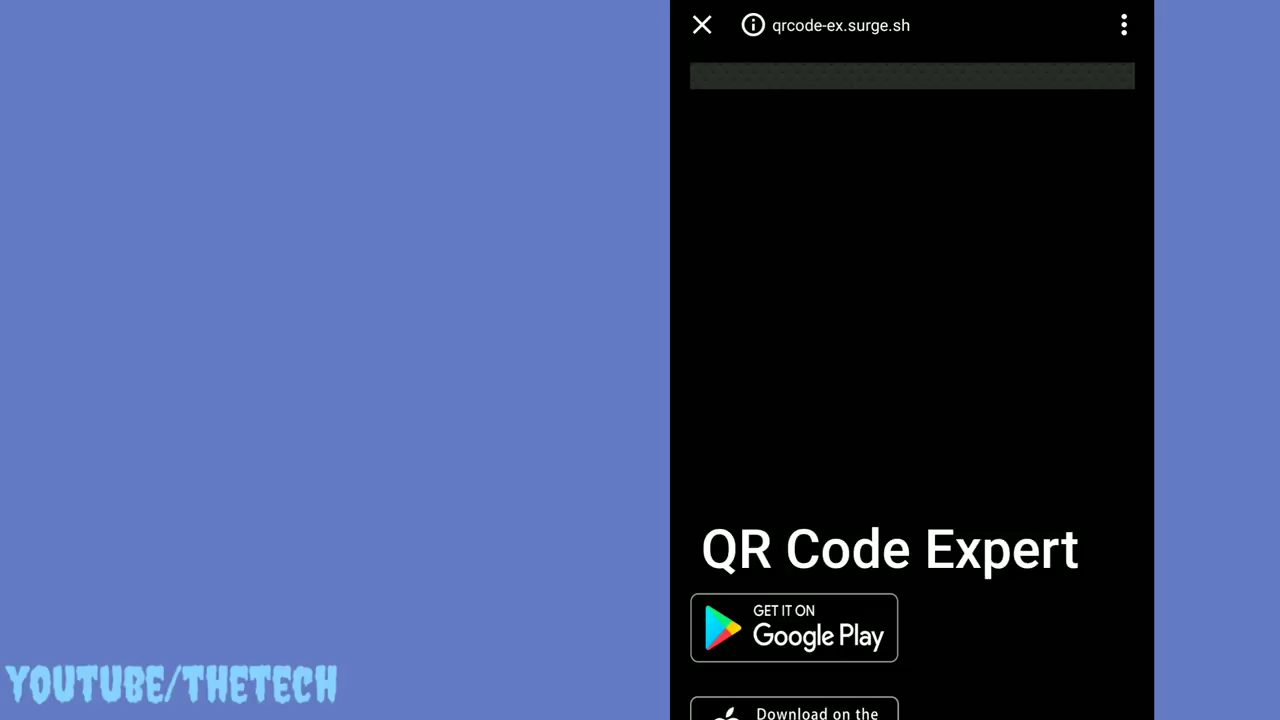 qrcode-ex.surge.sh
QR Code Expert
GET IT ON
Google Play
Download on the
YOUTUBE/THETECH